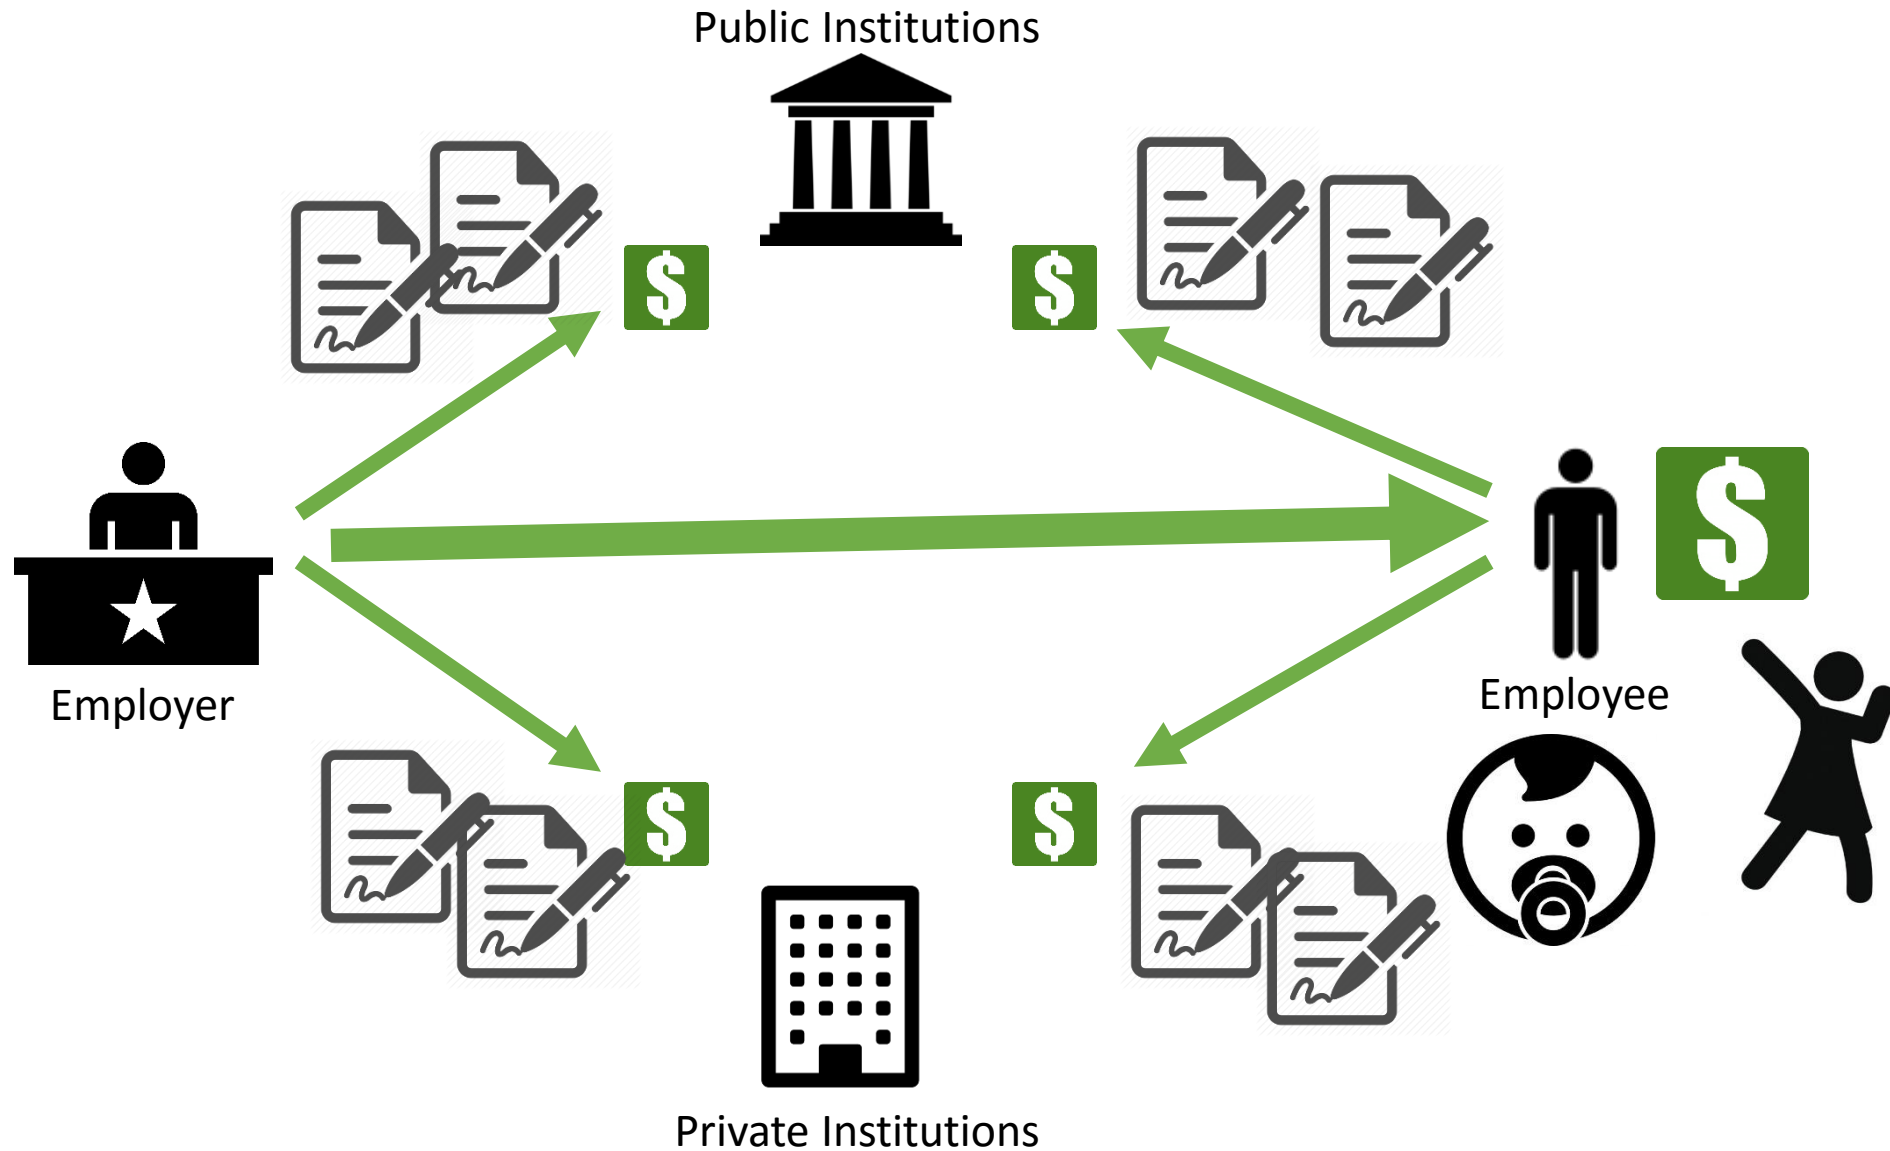 Public Institutions
$
$
$
Employer
Employee
$
$
Private Institutions